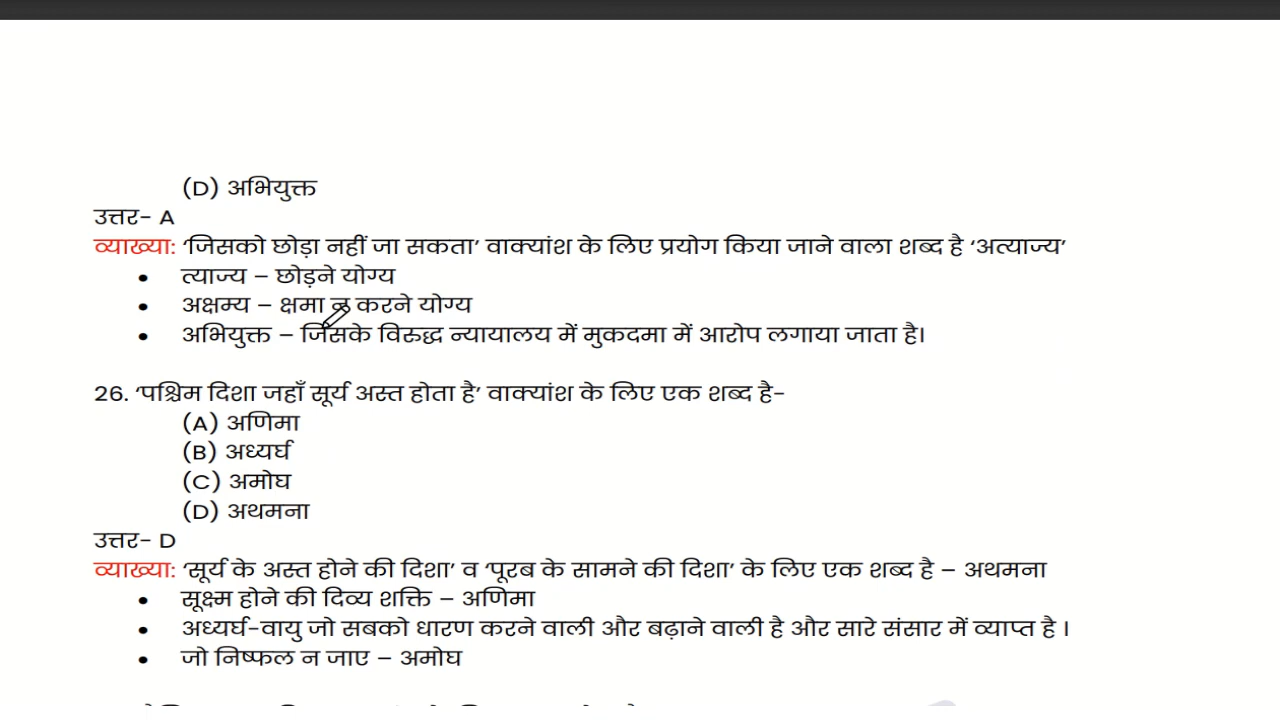 (D) अभियुक्त
उत्तर- A
व्याख्या: ‘जिसको छोड़ा नहीं जा सकता’ वाक्यांश के लिए प्रयोग किया जाने वाला शब्द है ‘अत्याज्य’
• त्याज्य – छोड़ने योग्य
• अक्षम्य – क्षमा न करने योग्य
• अभियुक्त – जिसके विरुद्ध न्यायालय में मुकदमा में आरोप लगाया जाता है।
26. ‘पश्चिम दिशा जहाँ सूर्य अस्त होता है’ वाक्यांश के लिए एक शब्द है-
(A) अणिमा
(B) अध्यर्घ
(C) अमोघ
(D) अथमना
उत्तर- D
व्याख्या: ‘सूर्य के अस्त होने की दिशा’ व ‘पूरब के सामने की दिशा’ के लिए एक शब्द है – अथमना
• सूक्ष्म होने की दिव्य शक्ति – अणिमा
• अध्यर्घ-वायु जो सबको धारण करने वाली और बढ़ाने वाली है और सारे संसार में व्याप्त है ।
• जो निष्फल न जाए – अमोघ